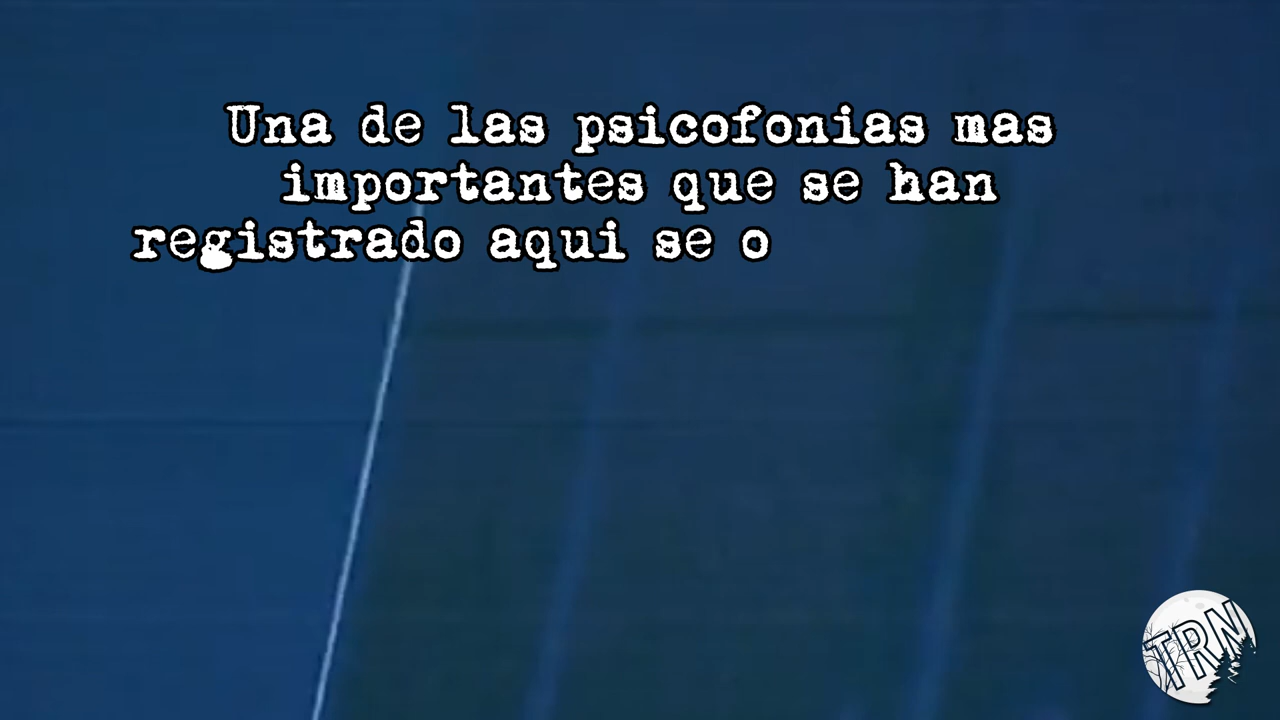 Una de las psicofonias mas
importantes que se han
registrado aqui se o
TRN